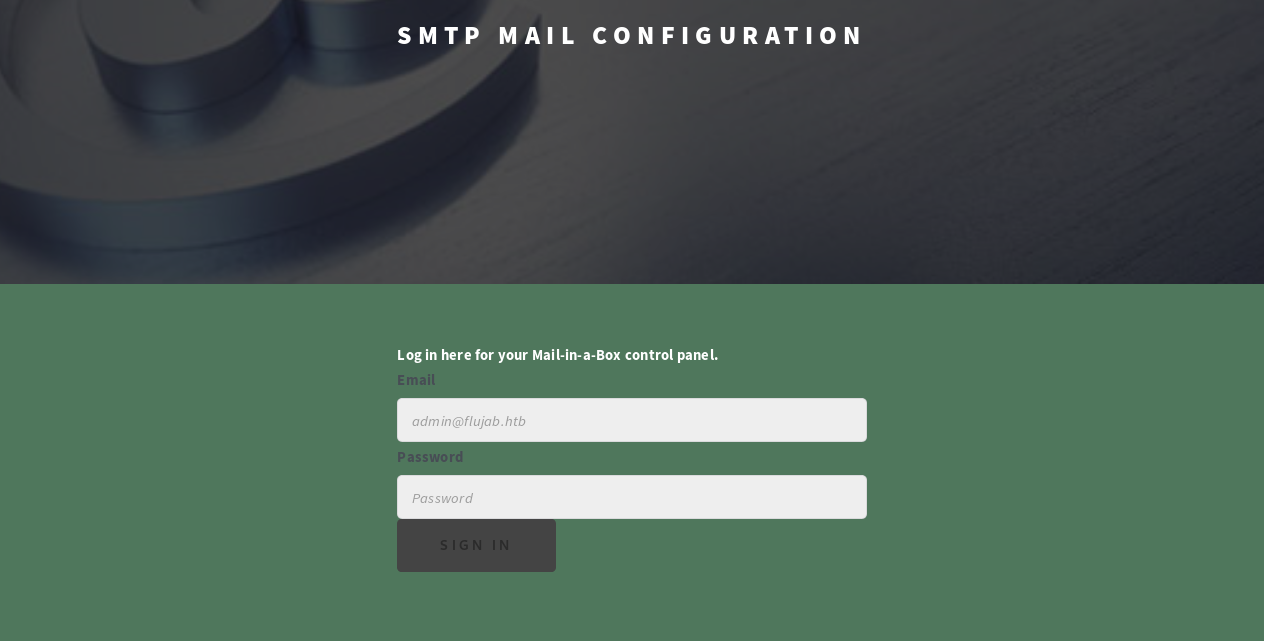 SMTP MAIL CONFIGURATION
Log in here for your Mail-in-a-Box control panel.
Email
admin@flujab.htb
Password
Password
SIGN IN